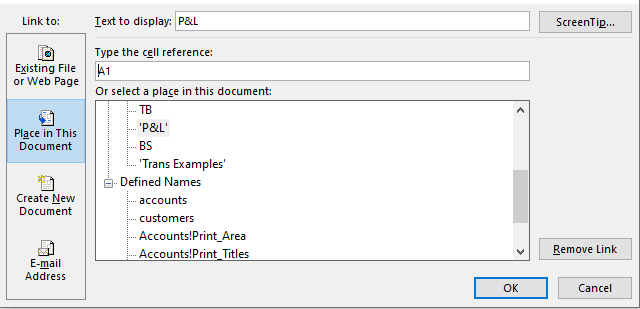 Link to:
Text to display: P&L
ScreenTip...
Existing File
or Web Page
Type the cell reference:
A1
Or select a place in this document:
TB
'P&L'
BS
'Trans Examples'
Defined Names
accounts
customers
Accounts!Print_Area
Accounts!Print_Titles
Place in This
Document
Create New
Document
E-mail
Address
Remove Link
OK
Cancel